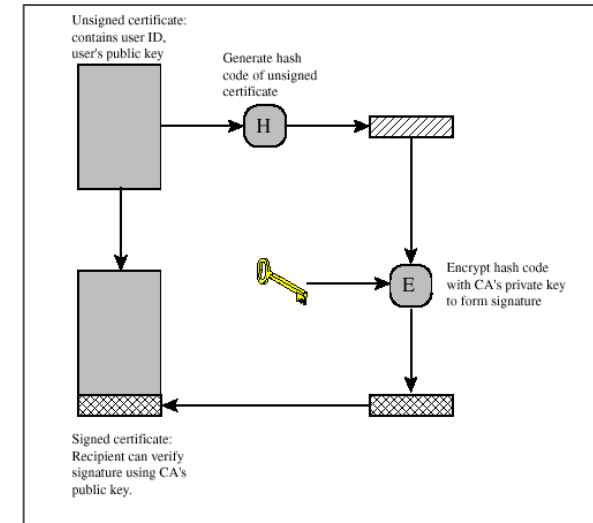 Unsigned certificate:
contains user ID,
user's public key
Generate hash
code of unsigned
certificate
H
E
Encrypt hash code
with CA's private key
to form signature
Signed certificate:
Recipient can verify
signature using CA's
public key.